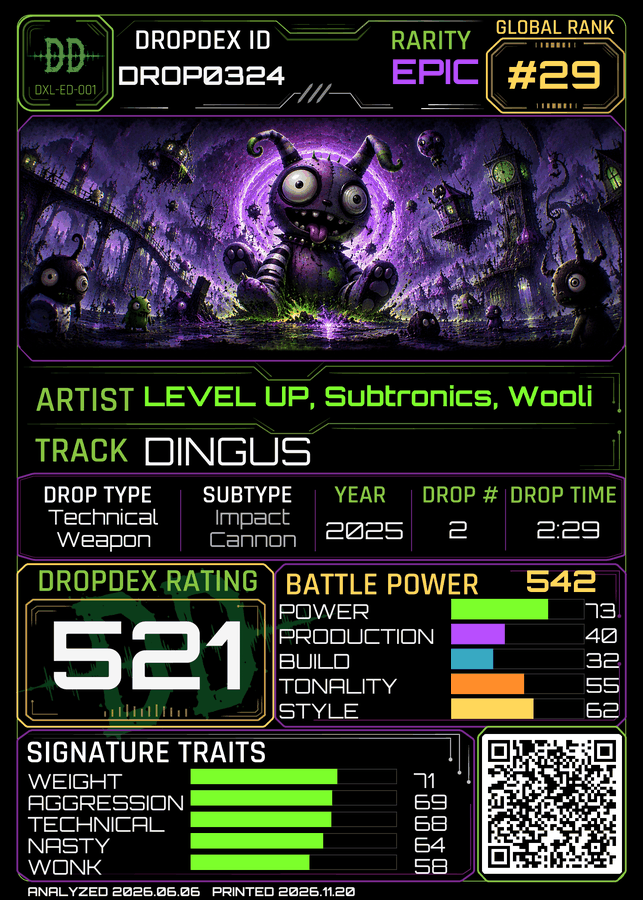 DD
DXL-ED-001
DROPDEX ID
DROP0324
RARITY
EPIC
GLOBAL RANK
#29
ARTIST LEVEL UP, Subtronics, Wooli
TRACK DINGUS
DROP TYPE
Technical
Weapon
SUBTYPE
Impact
Cannon
YEAR
2025
DROP #
2
DROP TIME
2:29
DROPDEX RATING
521
BATTLE POWER 542
POWER 73
PRODUCTION 40
BUILD 32
TONALITY 55
STYLE 62
SIGNATURE TRAITS
WEIGHT 71
AGGRESSION 69
TECHNICAL 68
NASTY 64
WONK 58
ANALYZED 2026.06.06 PRINTED 2026.11.20